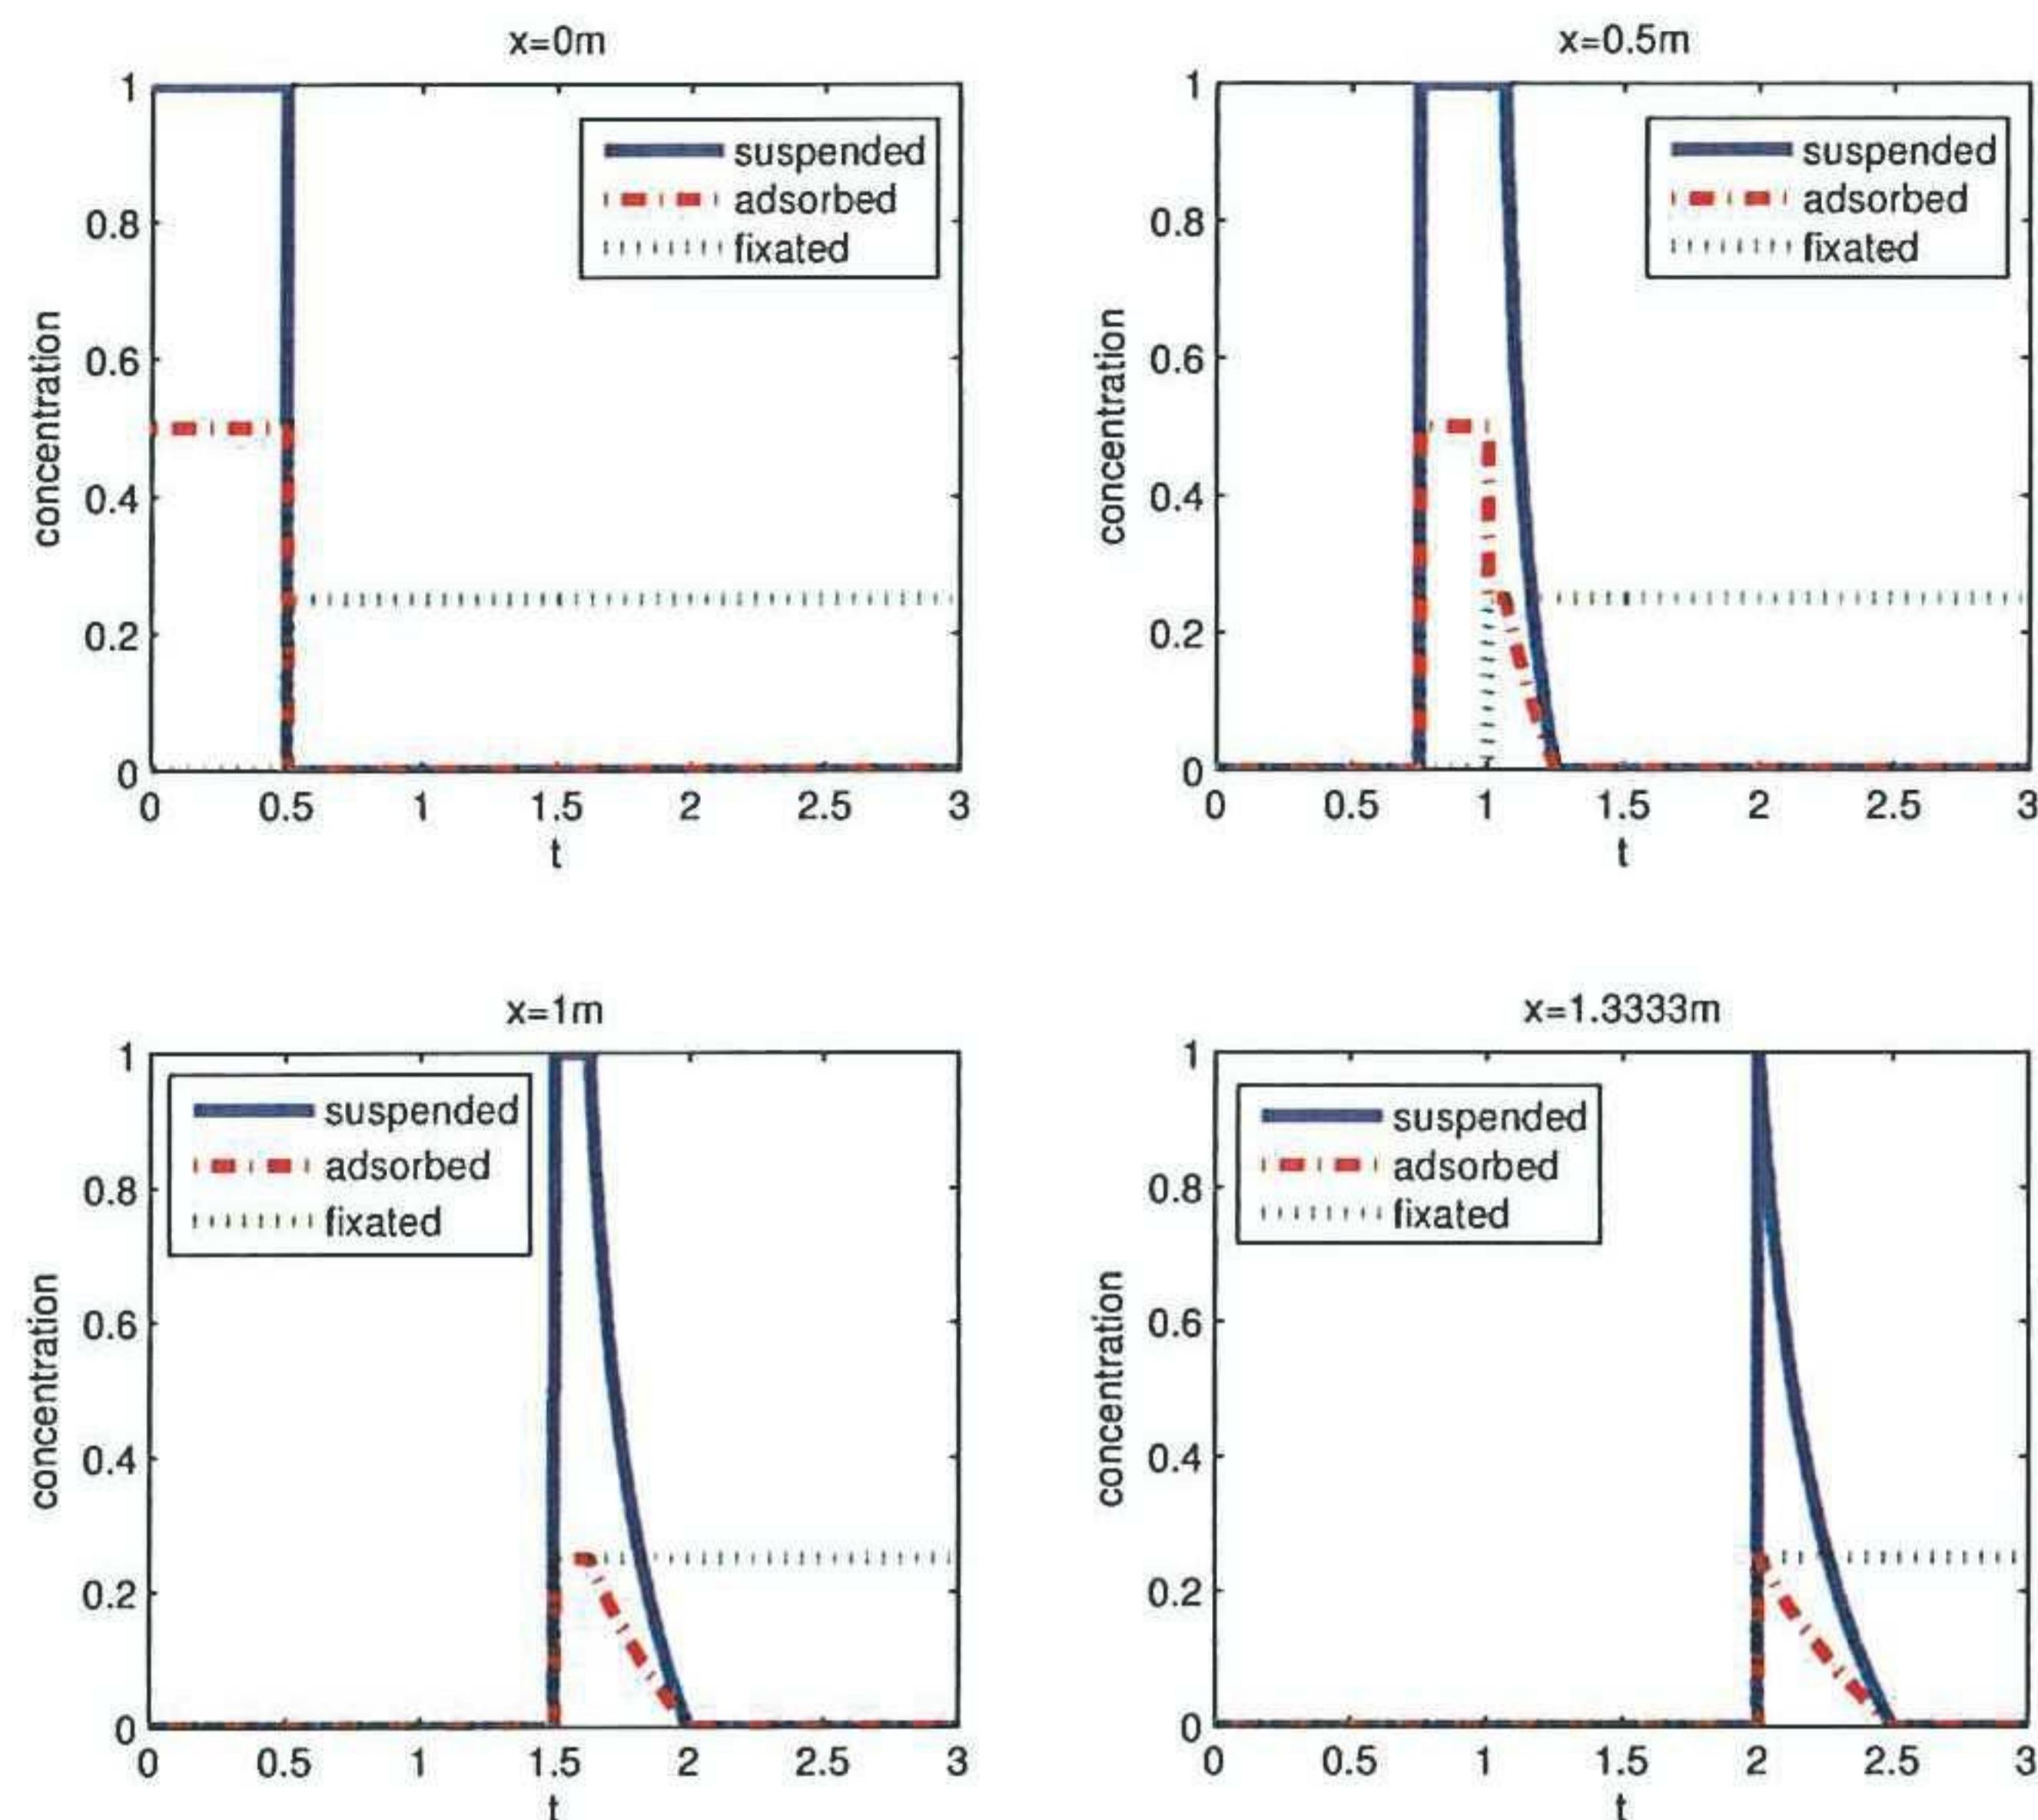 x=0m
1
0.8
0.6
0.4
0.2
0
concentration
suspended
adsorbed
fixated
0 0.5 1 1.5 2 2.5 3
t
x=0.5m
1
0.8
0.6
0.4
0.2
0
concentration
suspended
adsorbed
fixated
0 0.5 1 1.5 2 2.5 3
t
x=1m
1
0.8
0.6
0.4
0.2
0
concentration
suspended
adsorbed
fixated
0 0.5 1 1.5 2 2.5 3
t
x=1.3333m
1
0.8
0.6
0.4
0.2
0
concentration
suspended
adsorbed
fixated
0 0.5 1 1.5 2 2.5 3
t